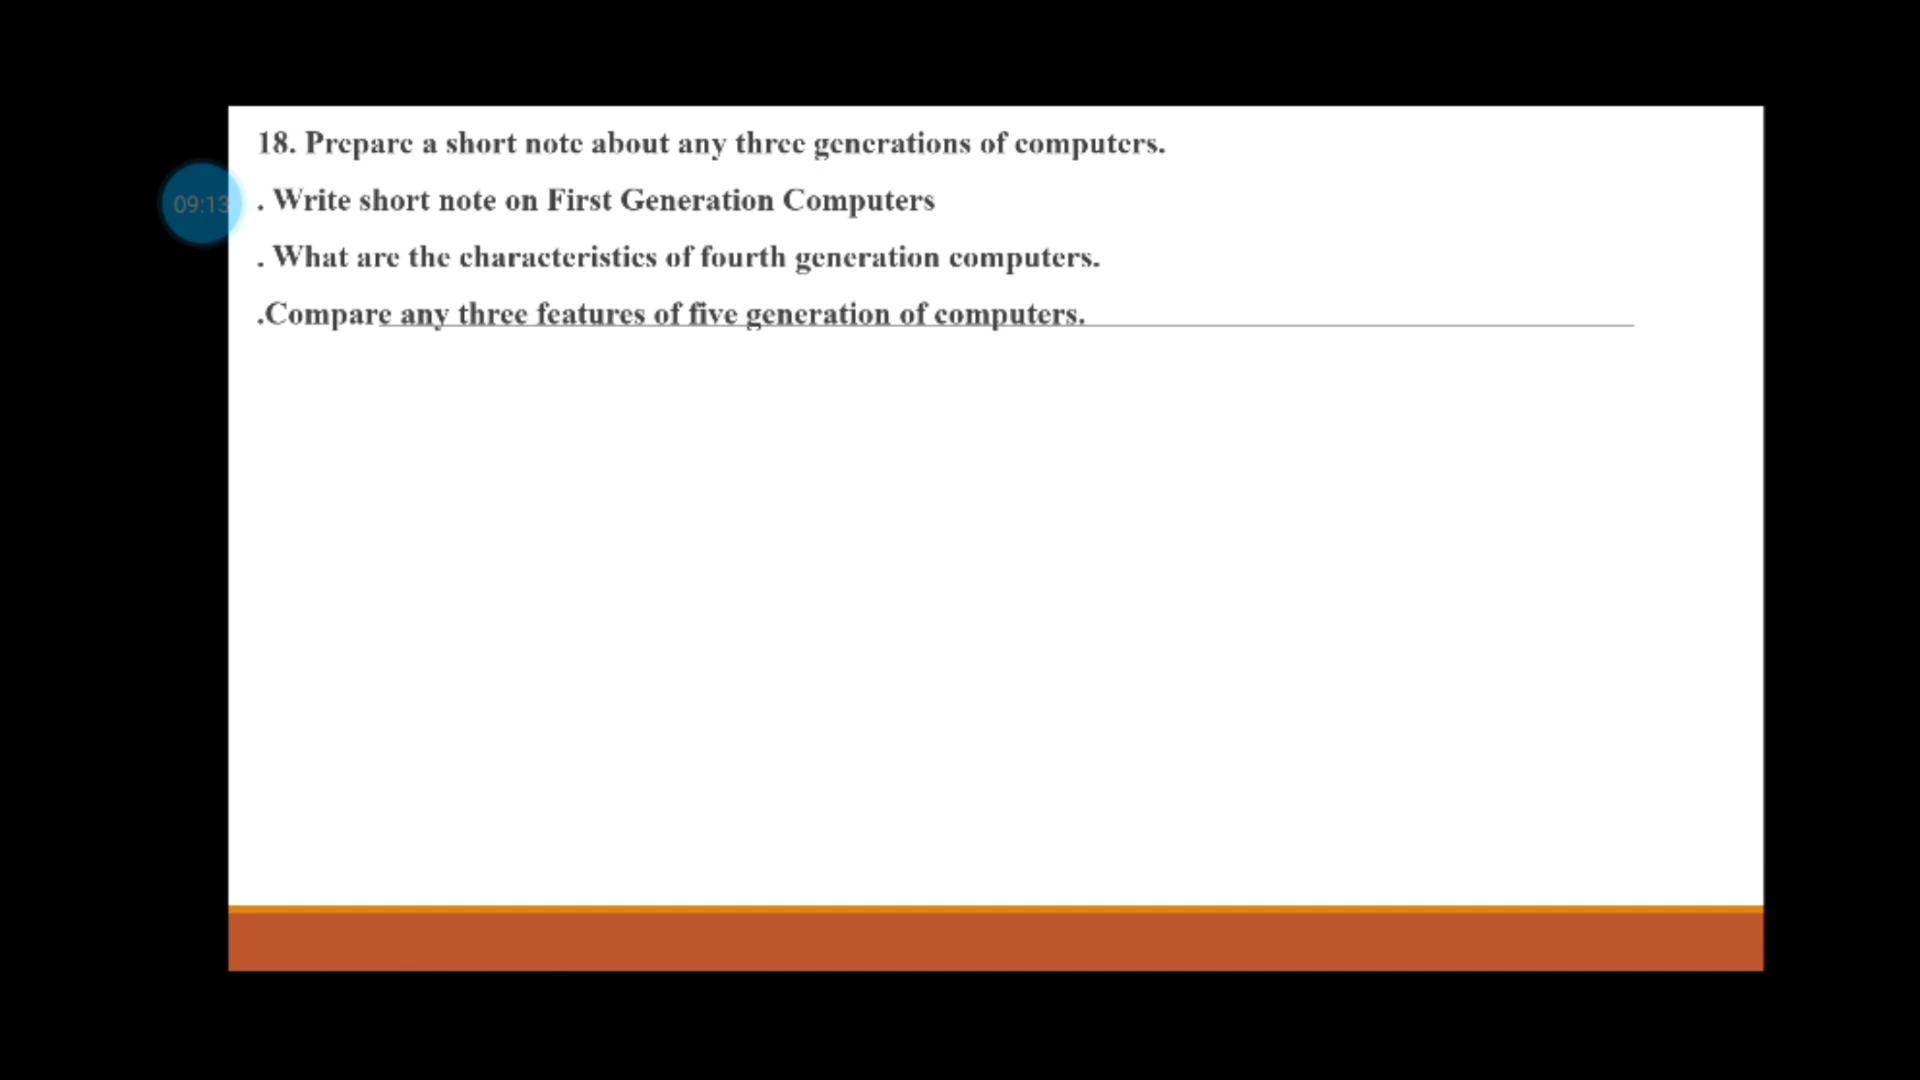 18. Prepare a short note about any three generations of computers.
09:13
. Write short note on First Generation Computers
. What are the characteristics of fourth generation computers.
.Compare any three features of five generation of computers.